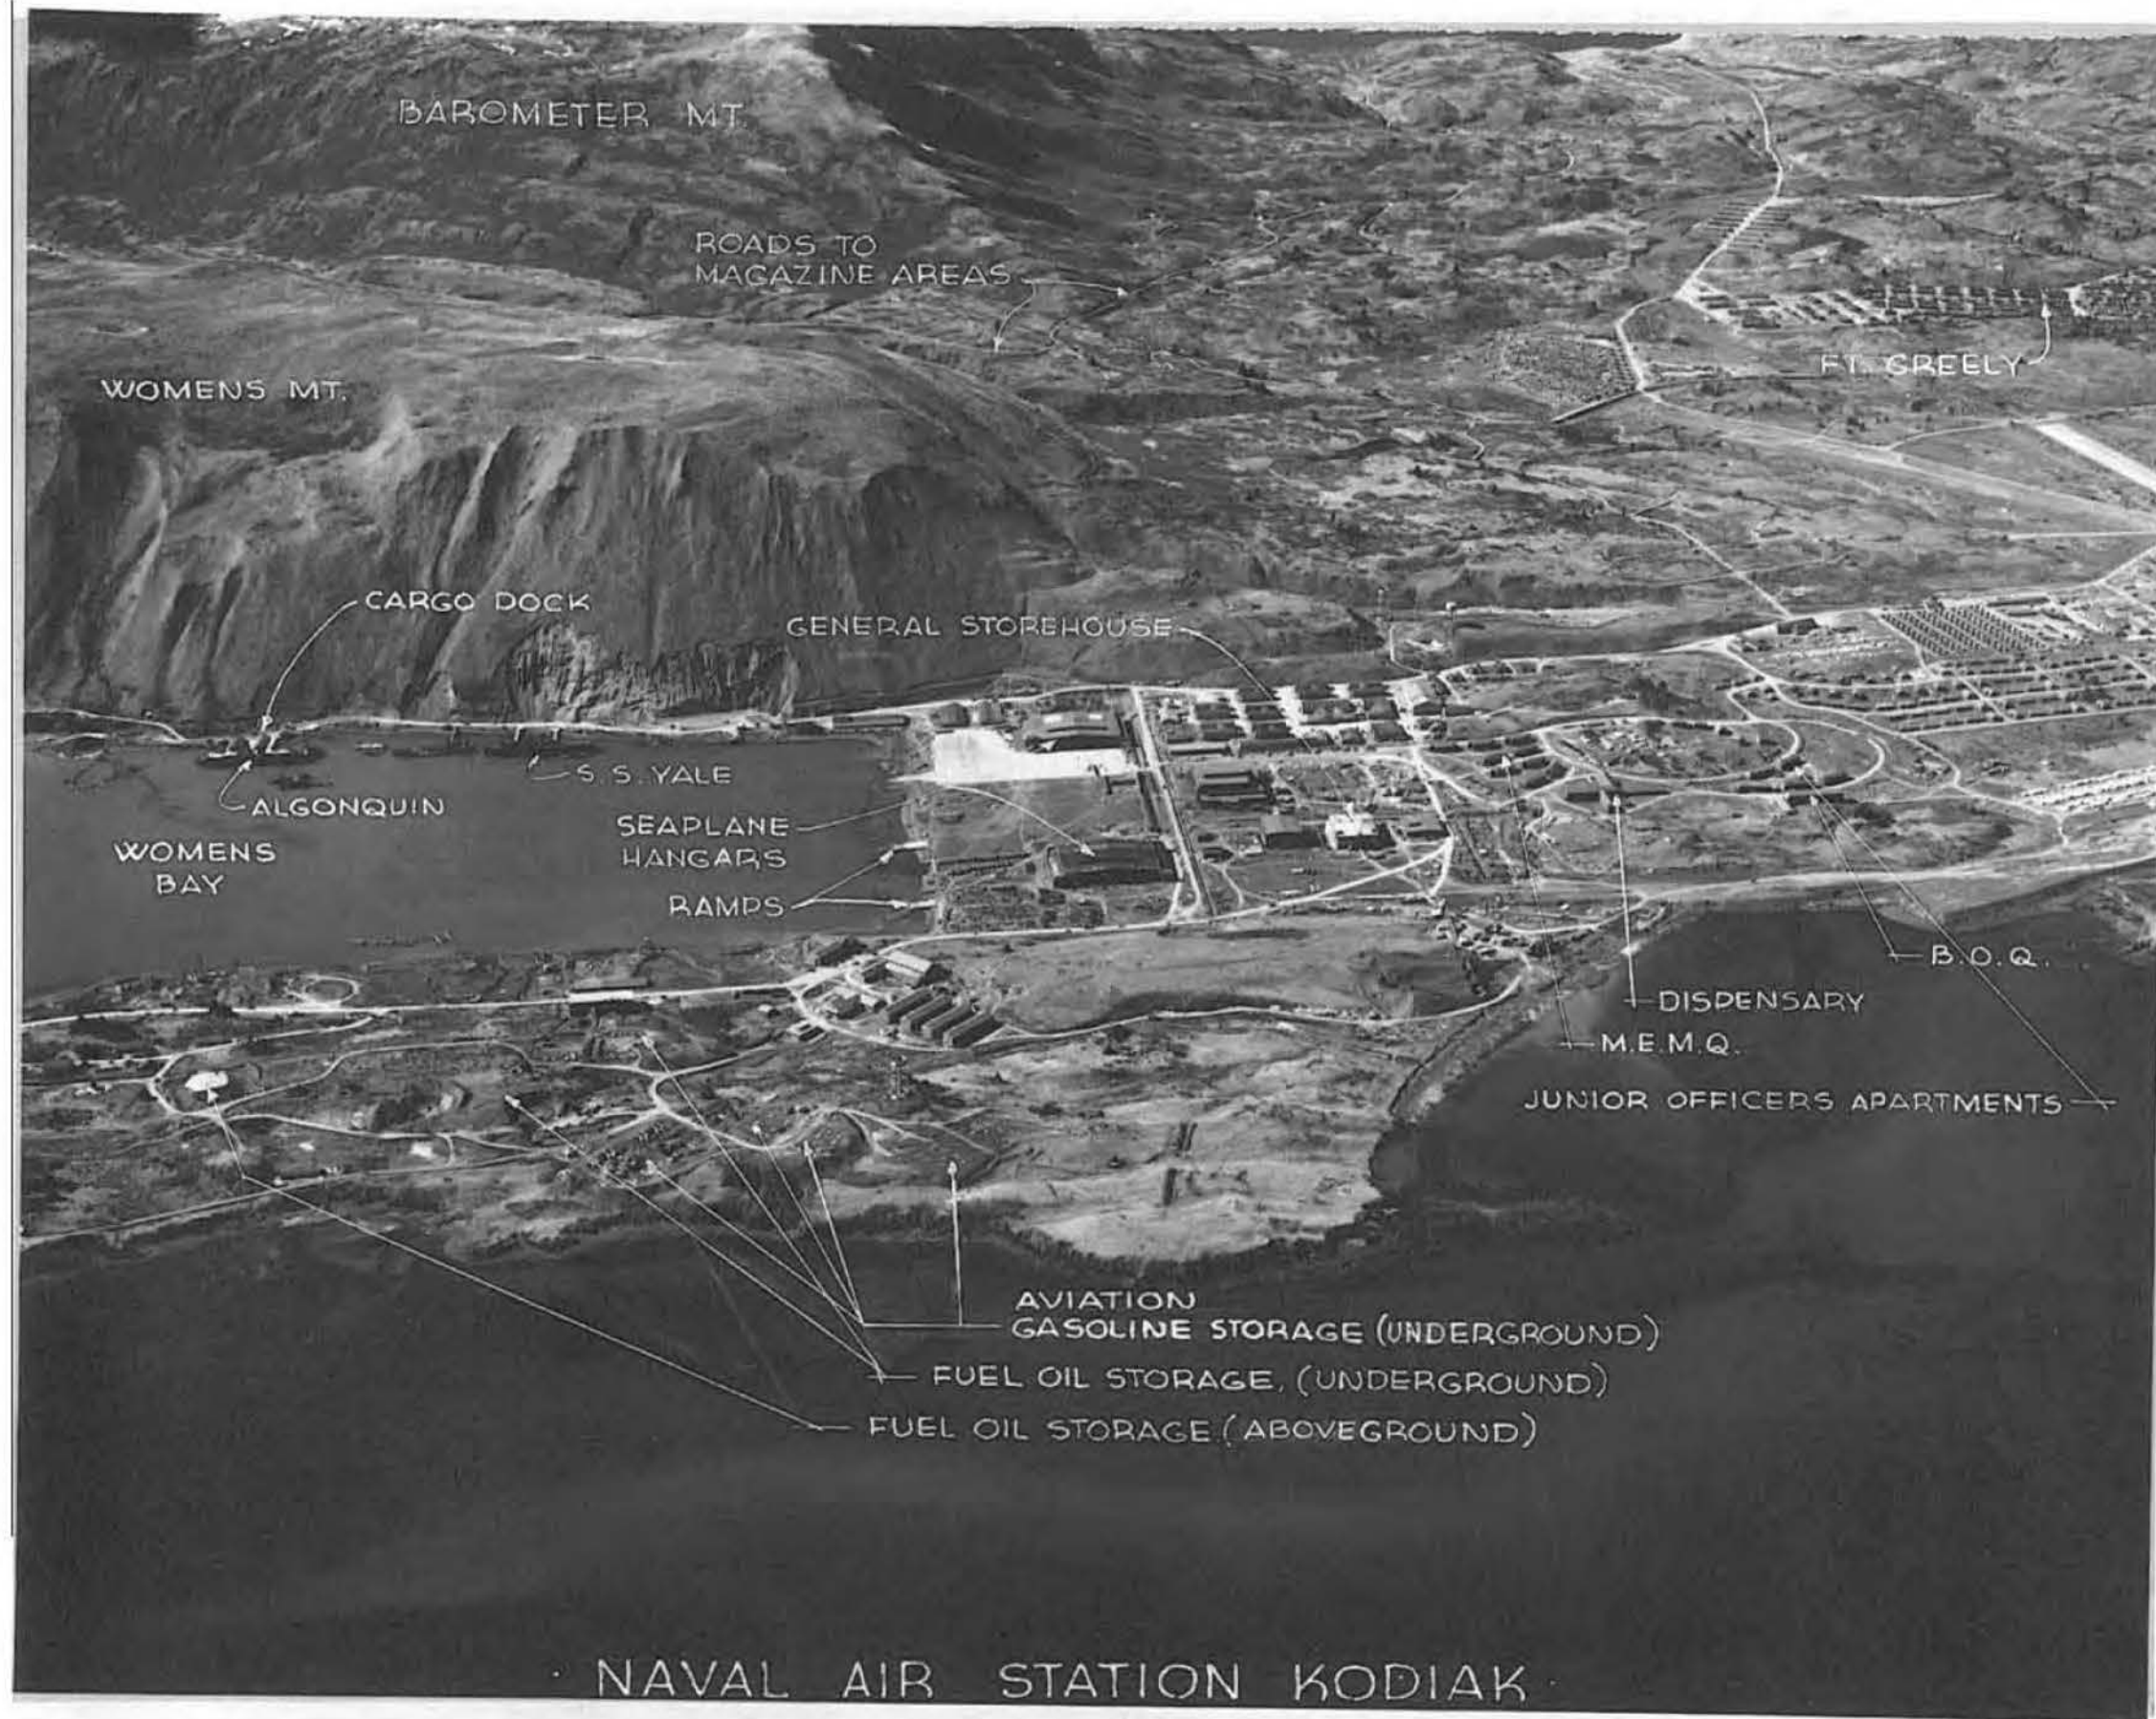 BAROMETER MT.
ROADS TO
MAGAZINE AREAS
FT. GREELY
WOMENS MT.
CARGO DOCK
GENERAL STOREHOUSE
S.S. YALE
ALGONQUIN
SEAPLANE
HANGARS
WOMENS
BAY
RAMPS
B.O.Q.
DISPENSARY
M.E.M.Q.
JUNIOR OFFICERS APARTMENTS
AVIATION
GASOLINE STORAGE (UNDERGROUND)
FUEL OIL STORAGE, (UNDERGROUND)
FUEL OIL STORAGE (ABOVEGROUND)
NAVAL AIR STATION KODIAK